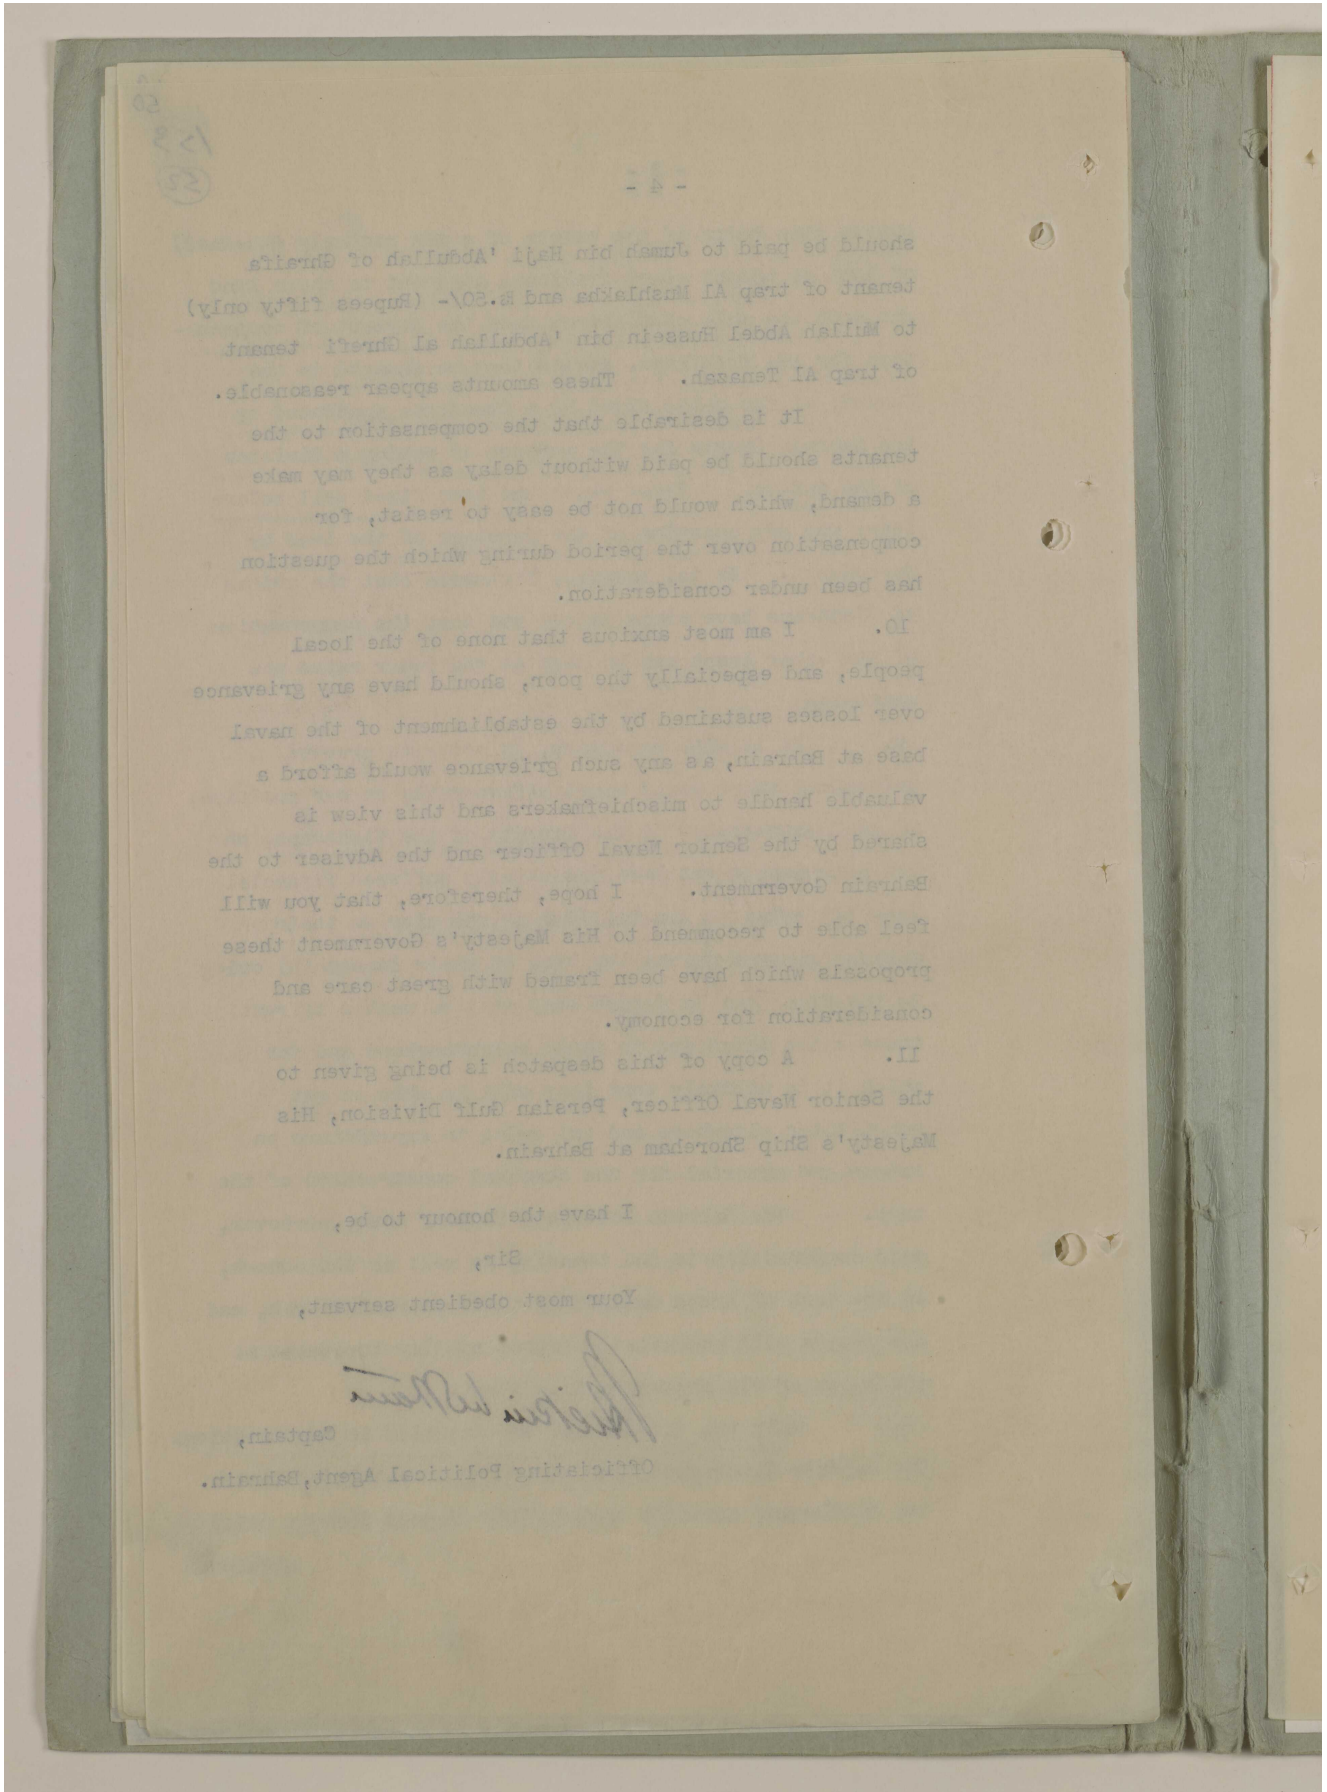 - 4 -
should be paid to Jumah bin Haji 'Abdullah of Ghraifa
tenant of trap Al Mushlakha and Rs.50/- (Rupees fifty only)
to Mullah Abdel Hussein bin 'Abdullah al Ghrefi tenant
of trap Al Tenazah. These amounts appear reasonable.
It is desirable that the compensation to the
tenants should be paid without delay as they may make
a demand, which would not be easy to resist, for
compensation over the period during which the question
has been under consideration.
10. I am most anxious that none of the local
people, and especially the poor, should have any grievance
over losses sustained by the establishment of the naval
base at Bahrain, as any such grievance would afford a
valuable handle to mischiefmakers and this view is
shared by the Senior Naval Officer and the Adviser to the
Bahrain Government. I hope, therefore, that you will
feel able to recommend to His Majesty's Government these
proposals which have been framed with great care and
consideration for economy.
11. A copy of this despatch is being given to
the Senior Naval Officer, Persian Gulf Division, His
Majesty's Ship Shoreham at Bahrain.
I have the honour to be,
Sir,
Your most obedient servant,
Captain,
Officiating Political Agent, Bahrain.